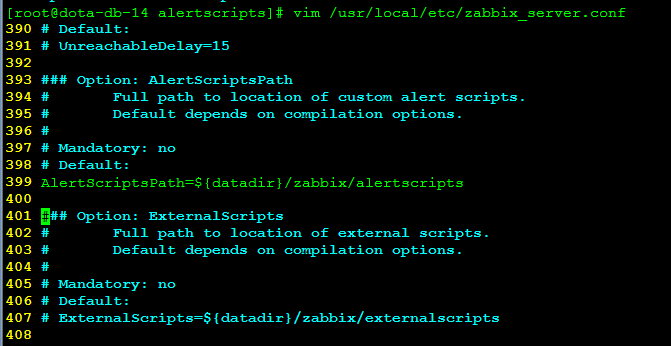 [root@dota-db-14 alertscripts]# vim /usr/local/etc/zabbix_server.conf
390 # Default:
391 # UnreachableDelay=15
392
393 ### Option: AlertScriptsPath
394 #       Full path to location of custom alert scripts.
395 #       Default depends on compilation options.
396 #
397 # Mandatory: no
398 # Default:
399 AlertScriptsPath=${datadir}/zabbix/alertscripts
400
401 ### Option: ExternalScripts
402 #       Full path to location of external scripts.
403 #       Default depends on compilation options.
404 #
405 # Mandatory: no
406 # Default:
407 # ExternalScripts=${datadir}/zabbix/externalscripts
408